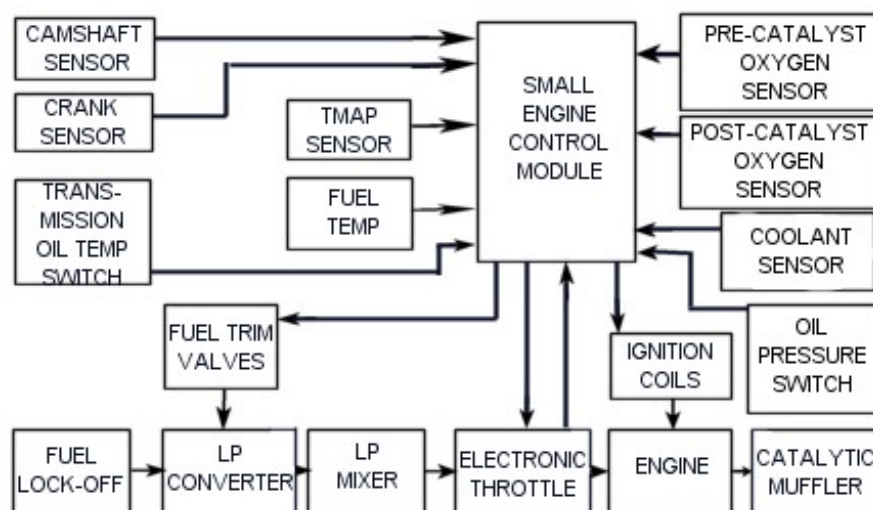 CAMSHAFT
SENSOR
CRANK
SENSOR
TRANS-
MISSION
OIL TEMP
SWITCH
TMAP
SENSOR
FUEL
TEMP
SMALL
ENGINE
CONTROL
MODULE
PRE-CATALYST
OXYGEN
SENSOR
POST-CATALYST
OXYGEN
SENSOR
COOLANT
SENSOR
OIL
PRESSURE
SWITCH
FUEL TRIM
VALVES
IGNITION
COILS
FUEL
LOCK-OFF
LP
CONVERTER
LP
MIXER
ELECTRONIC
THROTTLE
ENGINE
CATALYTIC
MUFFLER